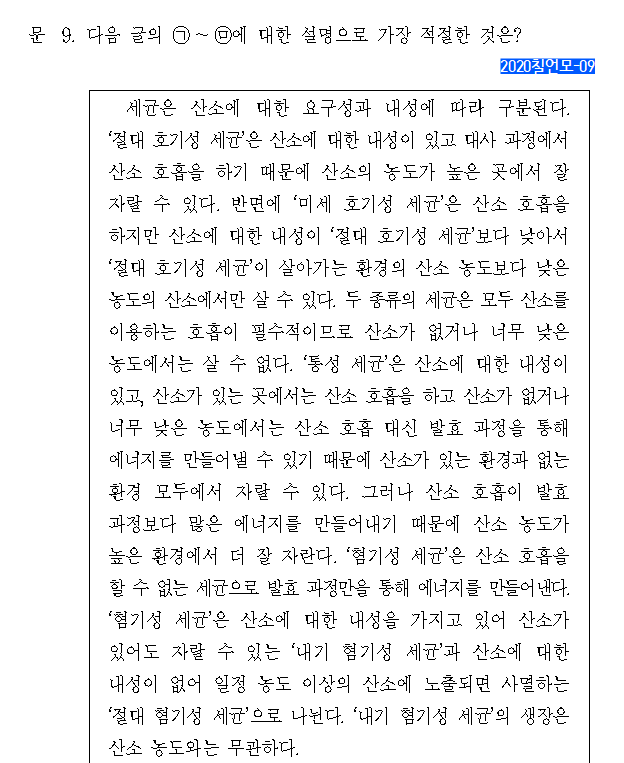 문 9. 다음 글의 ㉠~㉤에 대한 설명으로 가장 적절한 것은?
2020침언모-09
세균은 산소에 대한 요구성과 내성에 따라 구분된다.
‘절대 호기성 세균’은 산소에 대한 내성이 있고 대사 과정에서
산소 호흡을 하기 때문에 산소의 농도가 높은 곳에서 잘
자랄 수 있다. 반면에 ‘미세 호기성 세균’은 산소 호흡을
하지만 산소에 대한 내성이 ‘절대 호기성 세균’보다 낮아서
‘절대 호기성 세균’이 살아가는 환경의 산소 농도보다 낮은
농도의 산소에서만 살 수 있다. 두 종류의 세균은 모두 산소를
이용하는 호흡이 필수적이므로 산소가 없거나 너무 낮은
농도에서는 살 수 없다. ‘통성 세균’은 산소에 대한 내성이
있고, 산소가 있는 곳에서는 산소 호흡을 하고 산소가 없거나
너무 낮은 농도에서는 산소 호흡 대신 발효 과정을 통해
에너지를 만들어낼 수 있기 때문에 산소가 있는 환경과 없는
환경 모두에서 자랄 수 있다. 그러나 산소 호흡이 발효
과정보다 많은 에너지를 만들어내기 때문에 산소 농도가
높은 환경에서 더 잘 자란다. ‘혐기성 세균’은 산소 호흡을
할 수 없는 세균으로 발효 과정만을 통해 에너지를 만들어낸다.
‘혐기성 세균’은 산소에 대한 내성을 가지고 있어 산소가
있어도 자랄 수 있는 ‘내기 혐기성 세균’과 산소에 대한
내성이 없어 일정 농도 이상의 산소에 노출되면 사멸하는
‘절대 혐기성 세균’으로 나뉜다. ‘내기 혐기성 세균’의 생장은
산소 농도와는 무관하다.